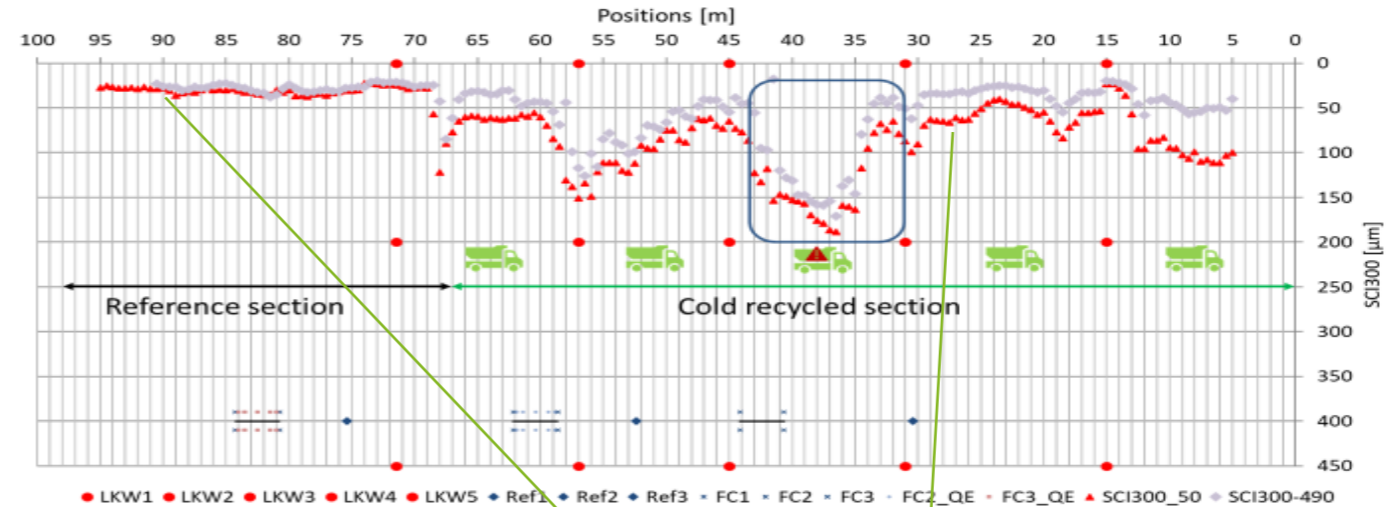 Positions [m]
100 95 90 85 80 75 70 65 60 55 50 45 40 35 30 25 20 15 10 5 0
0
50
100
150
200
250
300
350
400
450
SCI300 [µm]
Reference section
Cold recycled section
LKW1 LKW2 LKW3 LKW4 LKW5 Ref1 Ref2 Ref3 FC1 FC2 FC3 FC2_QE FC3_QE SCI300_50 SCI300-490